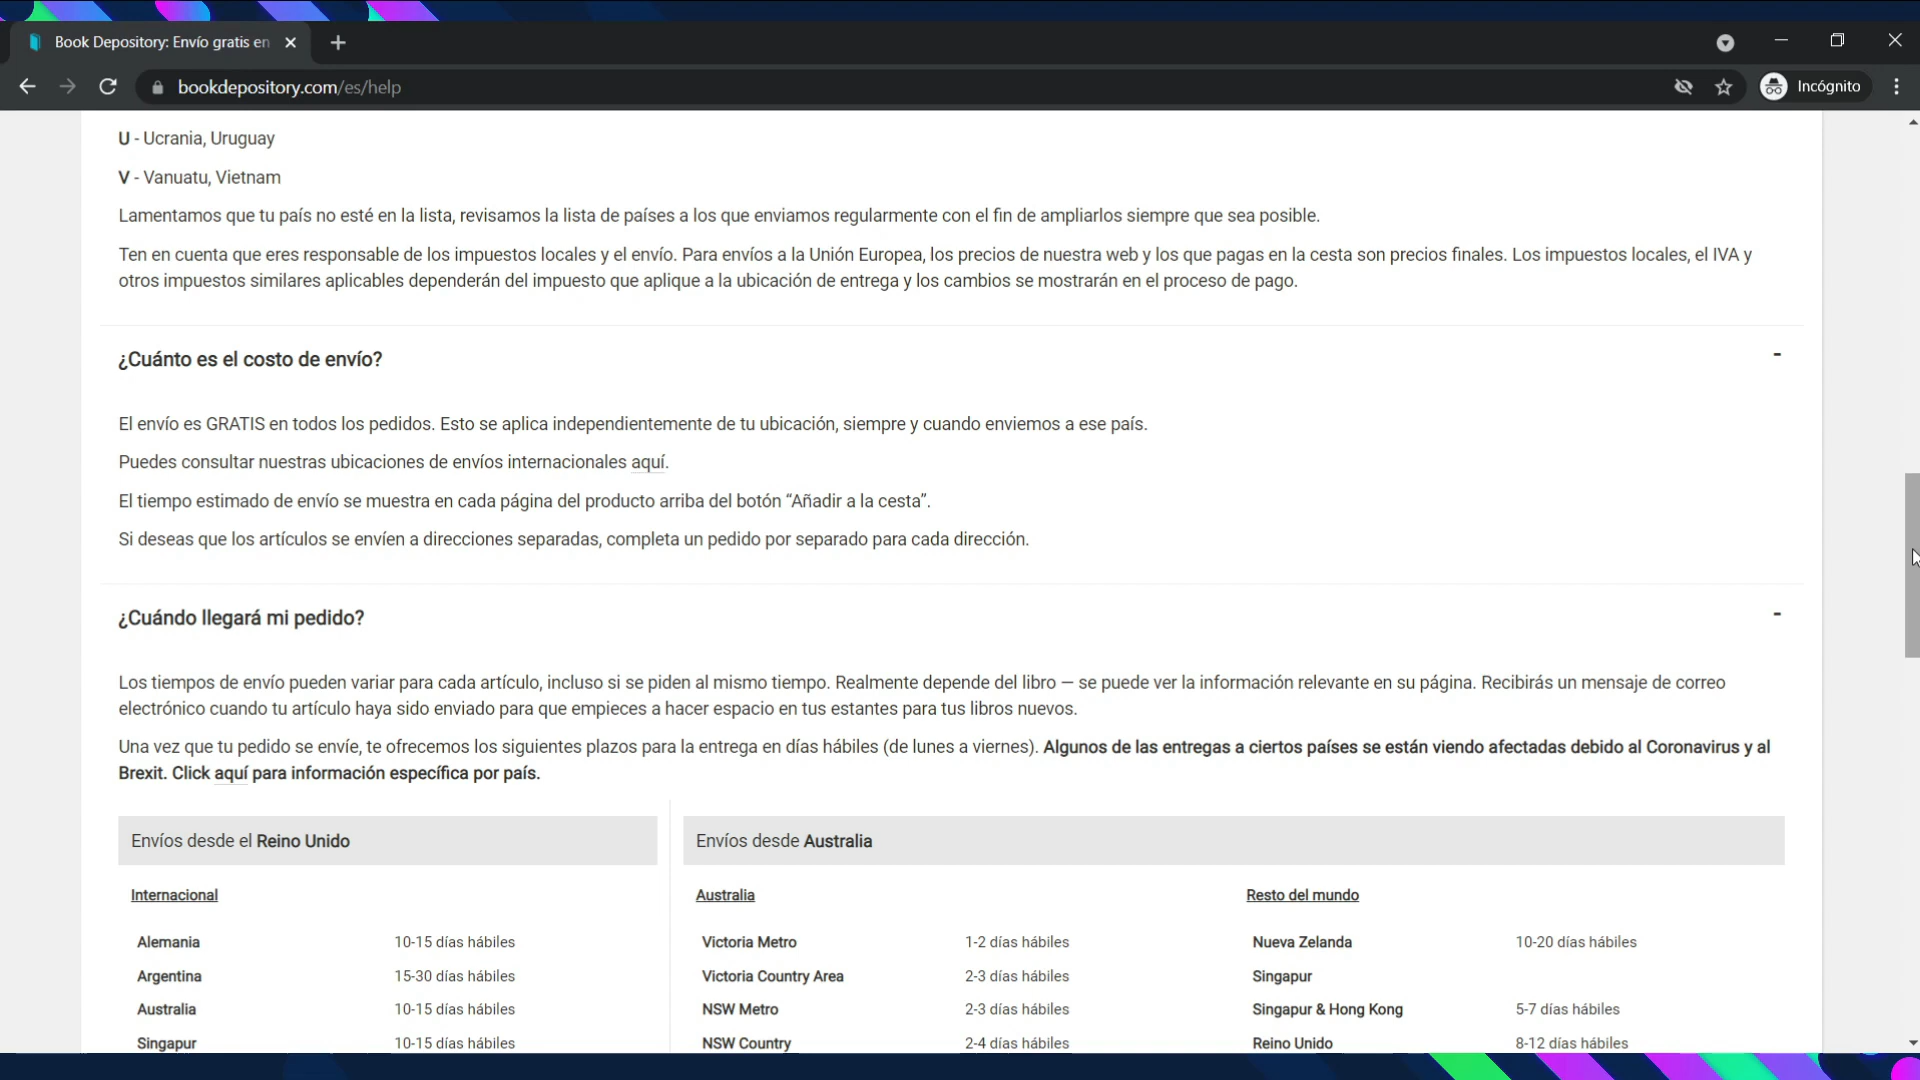 Book Depository: Envío gratis en
bookdepository.com/es/help
Incógnito
U - Ucrania, Uruguay
V - Vanuatu, Vietnam
Lamentamos que tu país no esté en la lista, revisamos la lista de países a los que enviamos regularmente con el fin de ampliarlos siempre que sea posible.
Ten en cuenta que eres responsable de los impuestos locales y el envío. Para envíos a la Unión Europea, los precios de nuestra web y los que pagas en la cesta son precios finales. Los impuestos locales, el IVA y
otros impuestos similares aplicables dependerán del impuesto que aplique a la ubicación de entrega y los cambios se mostrarán en el proceso de pago.
¿Cuánto es el costo de envío? -
El envío es GRATIS en todos los pedidos. Esto se aplica independientemente de tu ubicación, siempre y cuando enviemos a ese país.
Puedes consultar nuestras ubicaciones de envíos internacionales aquí.
El tiempo estimado de envío se muestra en cada página del producto arriba del botón “Añadir a la cesta”.
Si deseas que los artículos se envíen a direcciones separadas, completa un pedido por separado para cada dirección.
¿Cuándo llegará mi pedido? -
Los tiempos de envío pueden variar para cada artículo, incluso si se piden al mismo tiempo. Realmente depende del libro — se puede ver la información relevante en su página. Recibirás un mensaje de correo
electrónico cuando tu artículo haya sido enviado para que empieces a hacer espacio en tus estantes para tus libros nuevos.
Una vez que tu pedido se envíe, te ofrecemos los siguientes plazos para la entrega en días hábiles (de lunes a viernes). Algunos de las entregas a ciertos países se están viendo afectadas debido al Coronavirus y al
Brexit. Click aquí para información específica por país.
Envíos desde el Reino Unido
Internacional
Alemania 10-15 días hábiles
Argentina 15-30 días hábiles
Australia 10-15 días hábiles
Singapur 10-15 días hábiles
Envíos desde Australia
Australia
Victoria Metro 1-2 días hábiles
Victoria Country Area 2-3 días hábiles
NSW Metro 2-3 días hábiles
NSW Country 2-4 días hábiles
Resto del mundo
Nueva Zelanda 10-20 días hábiles
Singapur
Singapur & Hong Kong 5-7 días hábiles
Reino Unido 8-12 días hábiles